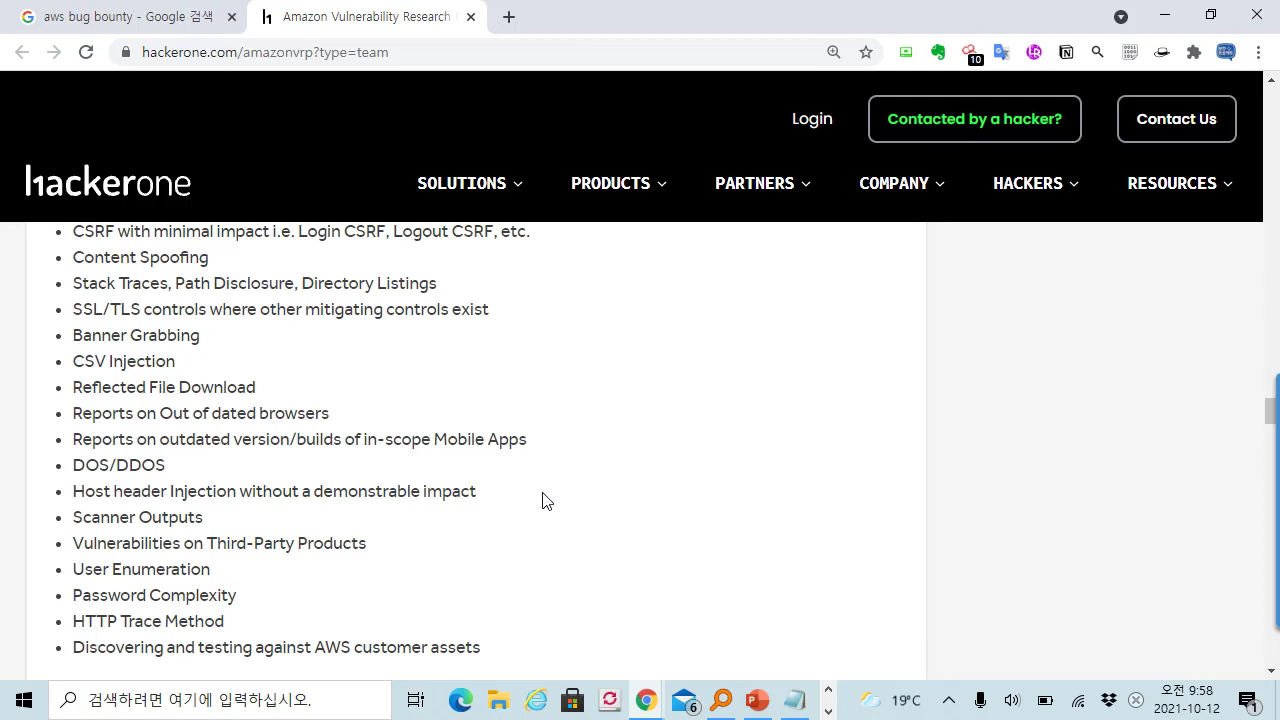 aws bug bounty - Google 검색
Amazon Vulnerability Research
hackerone.com/amazonvrp?type=team
10
Login
Contacted by a hacker?
Contact Us
hackerone
SOLUTIONS
PRODUCTS
PARTNERS
COMPANY
HACKERS
RESOURCES
• CSRF with minimal impact i.e. Login CSRF, Logout CSRF, etc.
• Content Spoofing
• Stack Traces, Path Disclosure, Directory Listings
• SSL/TLS controls where other mitigating controls exist
• Banner Grabbing
• CSV Injection
• Reflected File Download
• Reports on Out of dated browsers
• Reports on outdated version/builds of in-scope Mobile Apps
• DOS/DDOS
• Host header Injection without a demonstrable impact
• Scanner Outputs
• Vulnerabilities on Third-Party Products
• User Enumeration
• Password Complexity
• HTTP Trace Method
• Discovering and testing against AWS customer assets
검색하려면 여기에 입력하십시오.
6
19°C
오전 9:58
2021-10-12
1